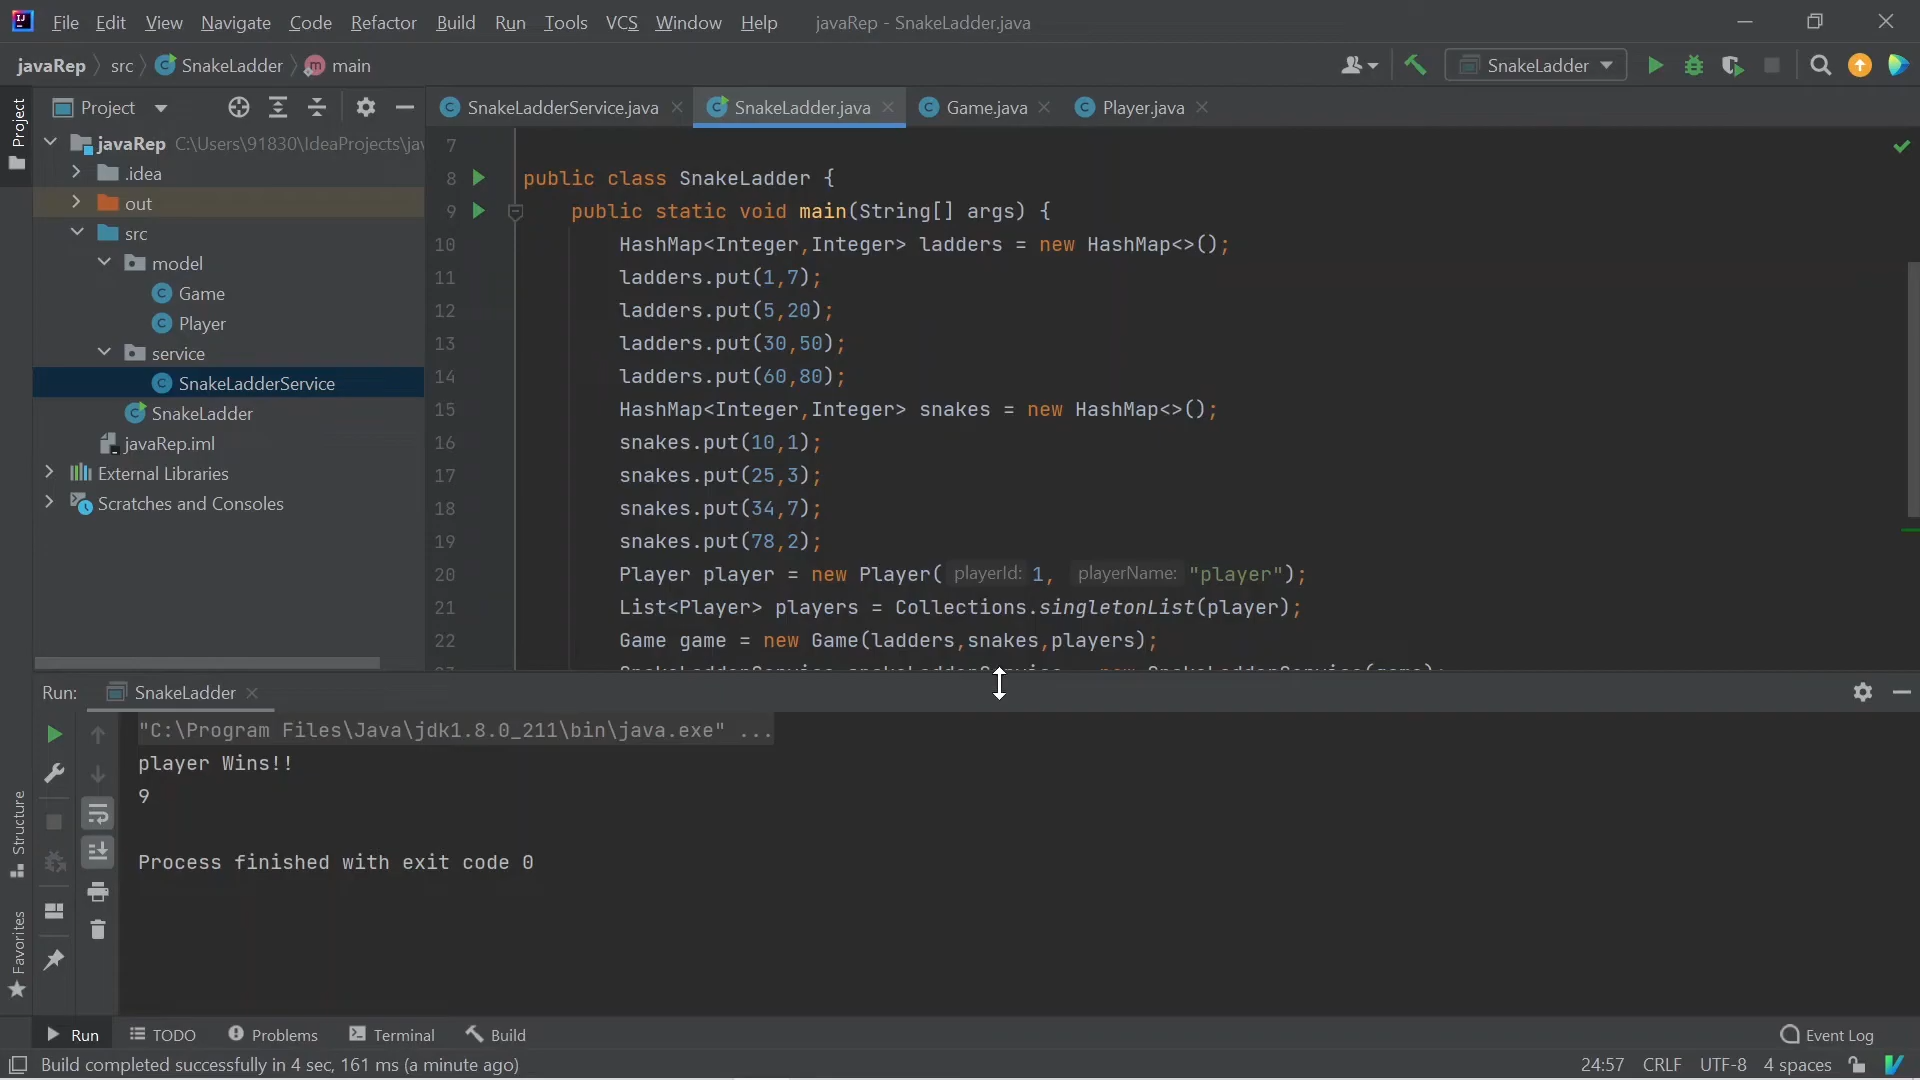 File Edit View Navigate Code Refactor Build Run Tools VCS Window Help javaRep - SnakeLadder.java
javaRep src SnakeLadder main SnakeLadder
Project
Project
SnakeLadderService.java SnakeLadder.java Game.java Player.java
javaRep C:\Users\91830\IdeaProjects\jav
.idea
out
src
model
Game
Player
service
SnakeLadderService
SnakeLadder
javaRep.iml
External Libraries
Scratches and Consoles
7
8 public class SnakeLadder {
9 public static void main(String[] args) {
10 HashMap<Integer,Integer> ladders = new HashMap<>();
11 ladders.put(1,7);
12 ladders.put(5,20);
13 ladders.put(30,50);
14 ladders.put(60,80);
15 HashMap<Integer,Integer> snakes = new HashMap<>();
16 snakes.put(10,1);
17 snakes.put(25,3);
18 snakes.put(34,7);
19 snakes.put(78,2);
20 Player player = new Player( playerId: 1, playerName: "player");
21 List<Player> players = Collections.singletonList(player);
22 Game game = new Game(ladders,snakes,players);
Run: SnakeLadder
"C:\Program Files\Java\jdk1.8.0_211\bin\java.exe" ...
player Wins!!
9
Process finished with exit code 0
Structure
Favorites
Run TODO Problems Terminal Build Event Log
Build completed successfully in 4 sec, 161 ms (a minute ago) 24:57 CRLF UTF-8 4 spaces